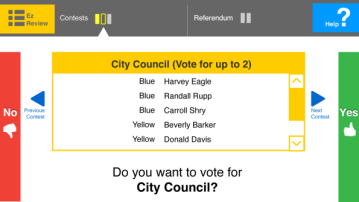 Ez
Review
Contests
Referendum
Help ?
City Council (Vote for up to 2)
Blue Harvey Eagle
Blue Randall Rupp
Blue Carroll Shry
Yellow Beverly Barker
Yellow Donald Davis
No
Previous
Contest
Next
Contest
Yes
Do you want to vote for
City Council?